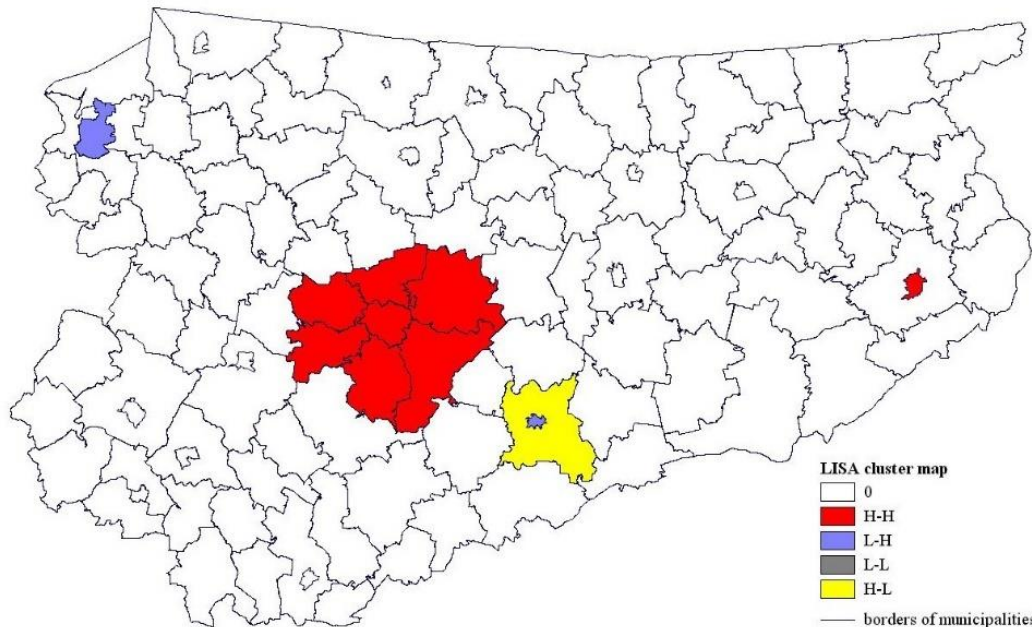 LISA cluster map
0
H-H
L-H
L-L
H-L
borders of municipalities